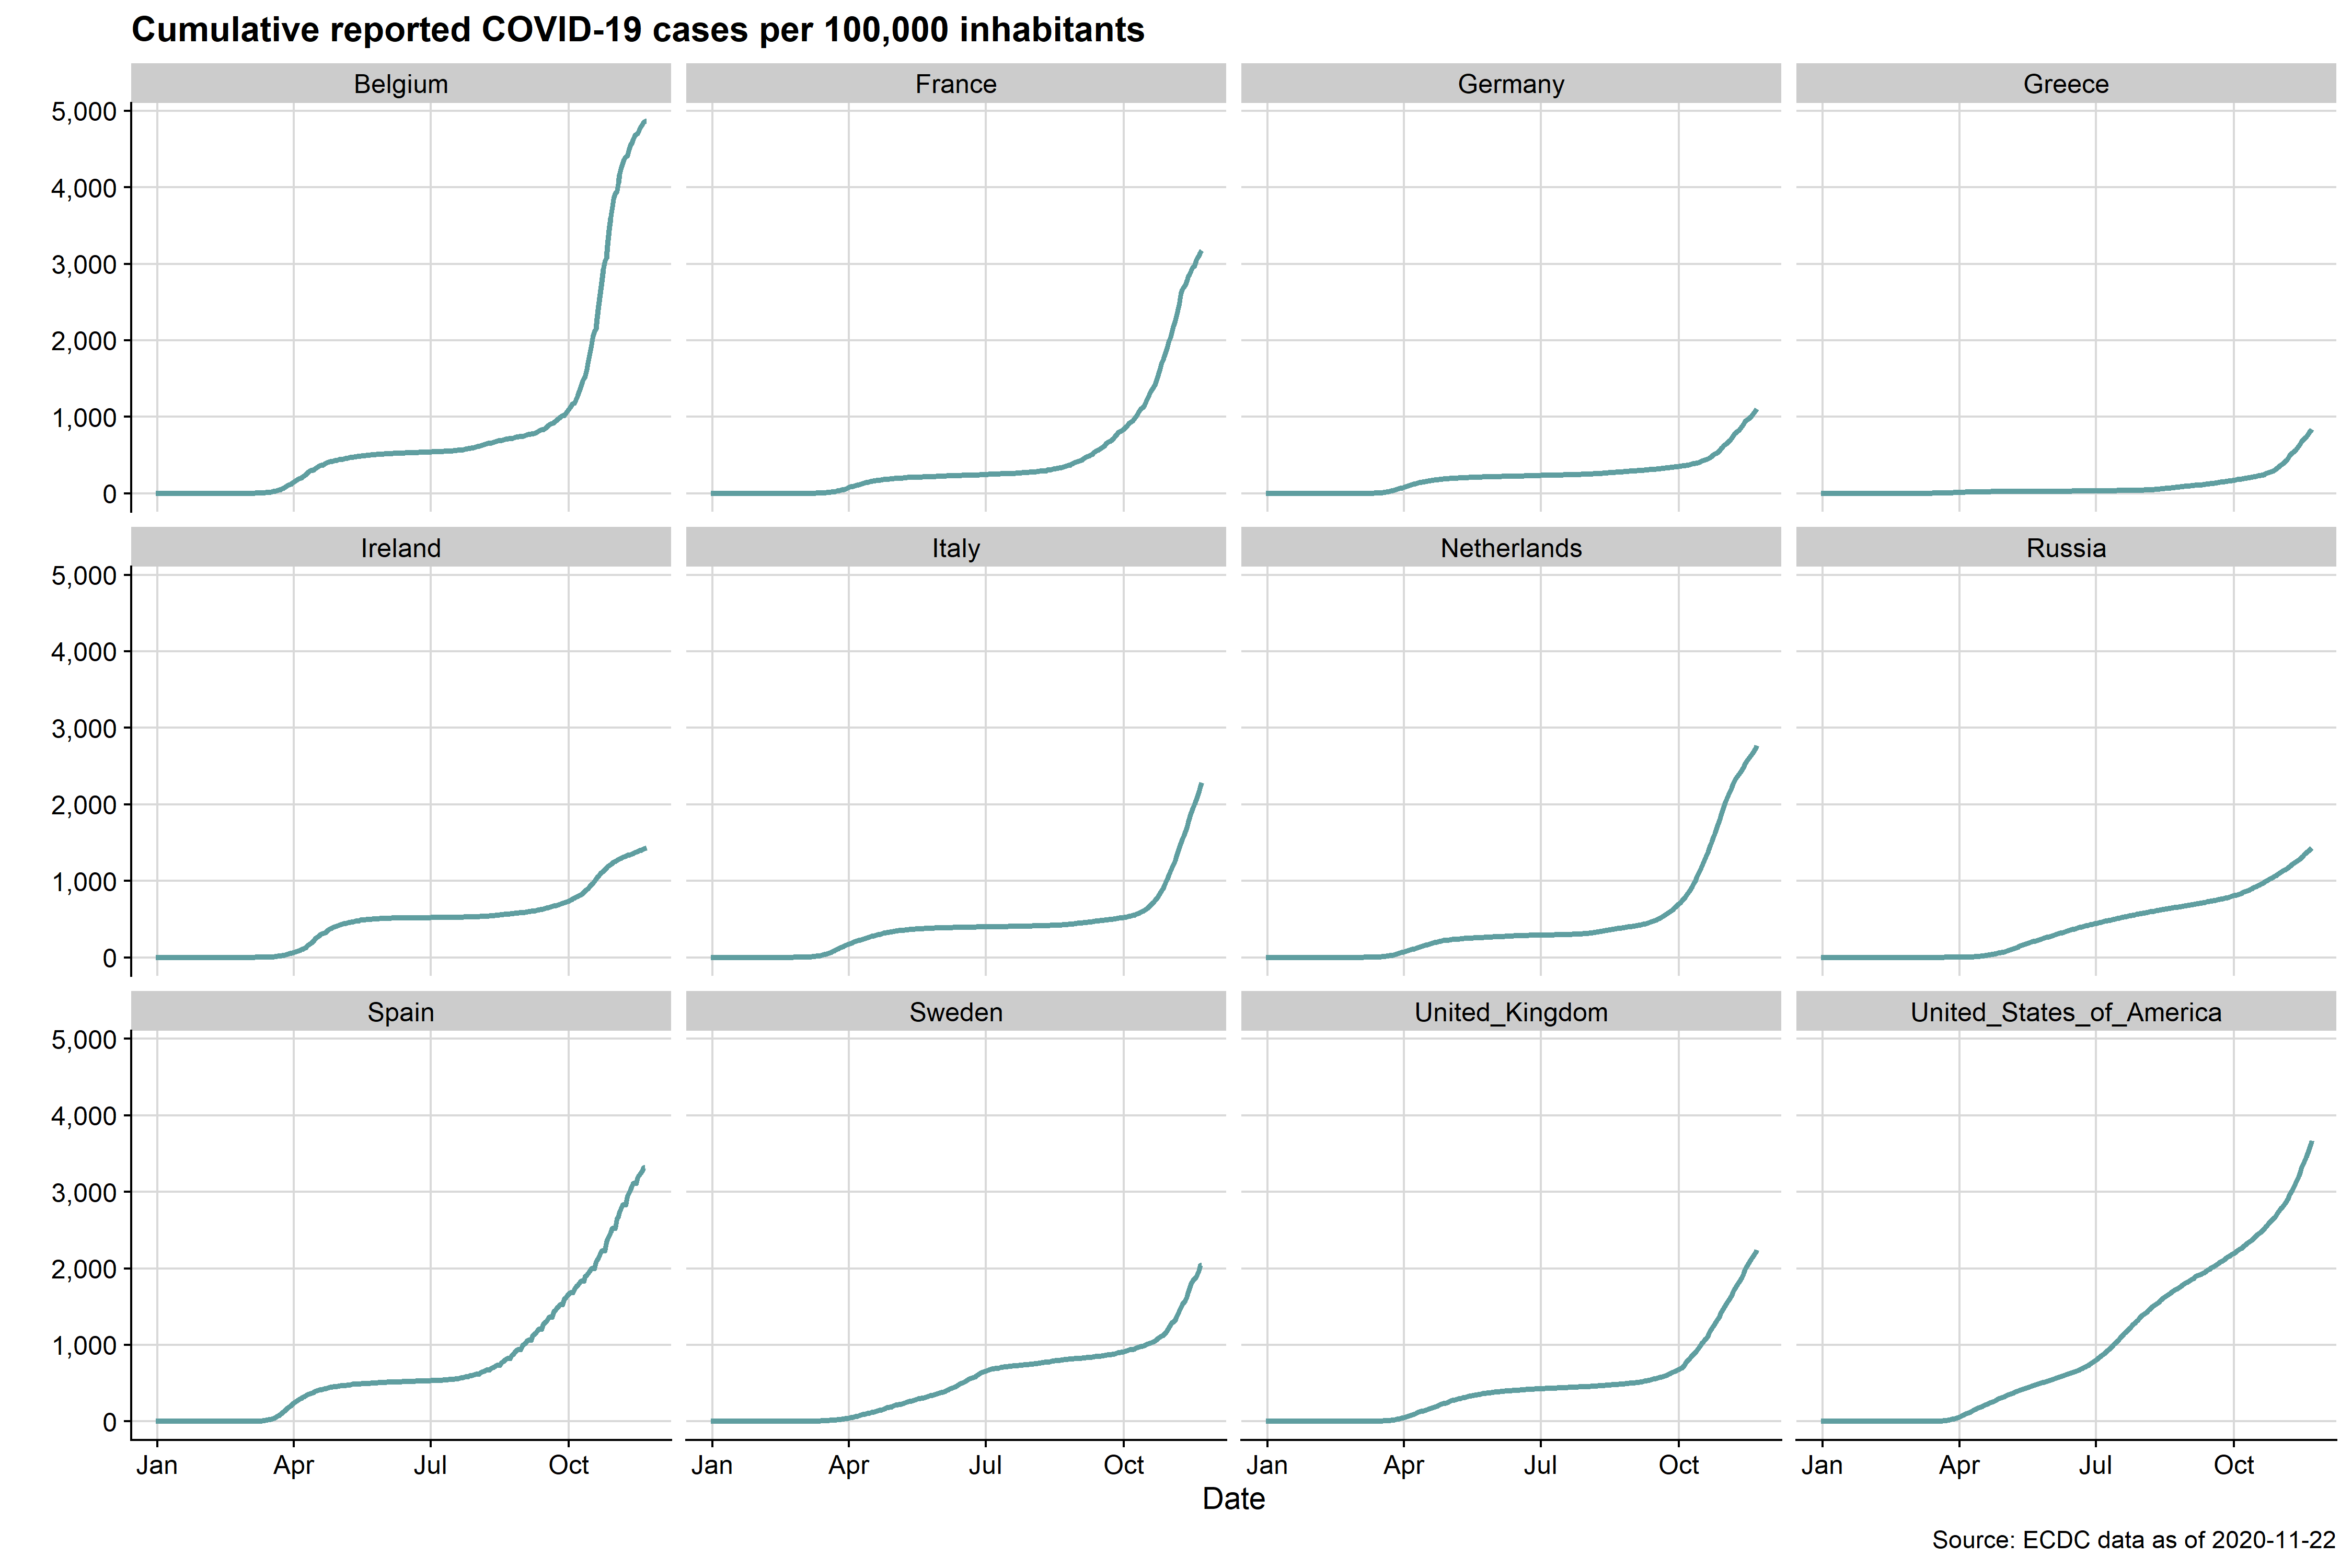 Cumulative reported COVID-19 cases per 100,000 inhabitants
Belgium France Germany Greece
5,000
4,000
3,000
2,000
1,000
0
Ireland Italy Netherlands Russia
5,000
4,000
3,000
2,000
1,000
0
Spain Sweden United_Kingdom United_States_of_America
5,000
4,000
3,000
2,000
1,000
0
Jan Apr Jul Oct Jan Apr Jul Oct Jan Apr Jul Oct Jan Apr Jul Oct
Date
Source: ECDC data as of 2020-11-22